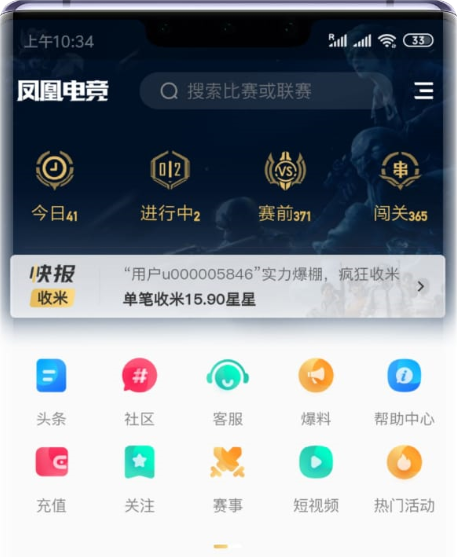 上午10:34
R
33
凤凰电竞
搜索比赛或联赛
012
VS
串
今日41
进行中2
赛前371
闯关365
快报
收米
“用户u000005846”实力爆棚，疯狂收米
单笔收米15.90星星
#
头条
社区
客服
爆料
帮助中心
充值
关注
赛事
短视频
热门活动